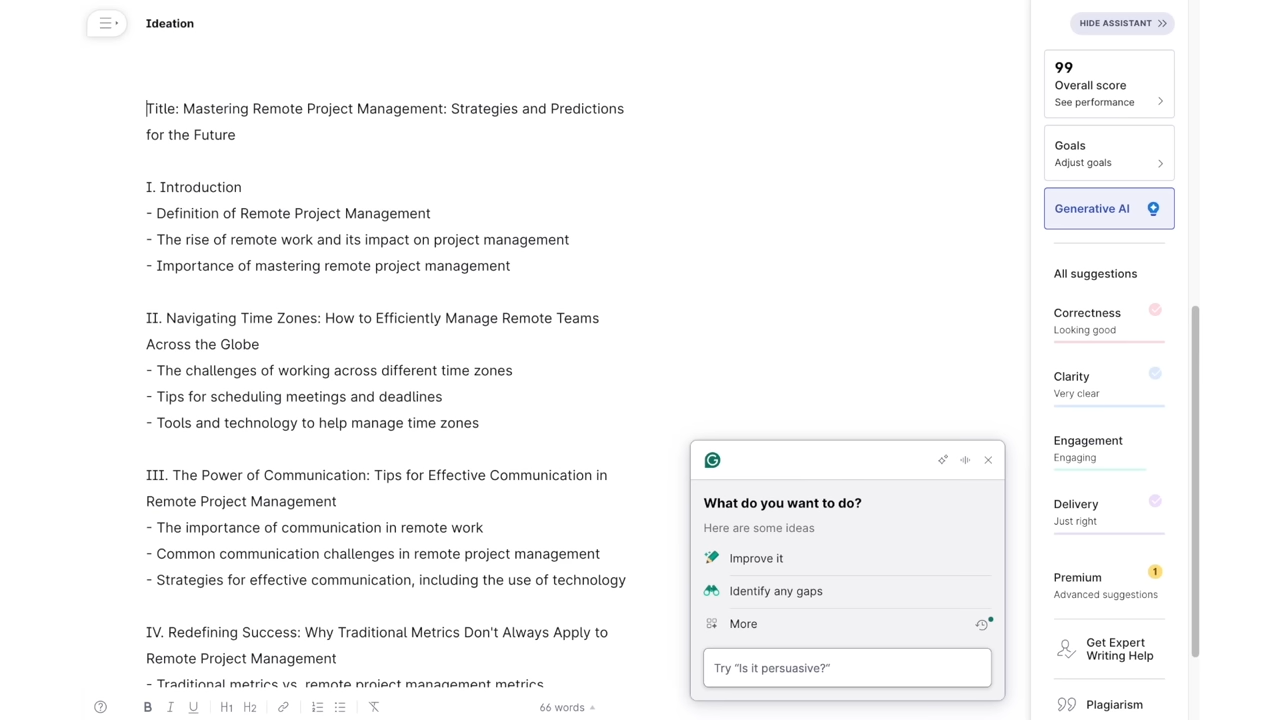 Ideation
HIDE ASSISTANT
Title: Mastering Remote Project Management: Strategies and Predictions
for the Future
I. Introduction
- Definition of Remote Project Management
- The rise of remote work and its impact on project management
- Importance of mastering remote project management
II. Navigating Time Zones: How to Efficiently Manage Remote Teams
Across the Globe
- The challenges of working across different time zones
- Tips for scheduling meetings and deadlines
- Tools and technology to help manage time zones
III. The Power of Communication: Tips for Effective Communication in
Remote Project Management
- The importance of communication in remote work
- Common communication challenges in remote project management
- Strategies for effective communication, including the use of technology
IV. Redefining Success: Why Traditional Metrics Don't Always Apply to
Remote Project Management
- Traditional metrics vs. remote project management metrics
B I U H1 H2
66 words
What do you want to do?
Here are some ideas
Improve it
Identify any gaps
More
Try “Is it persuasive?”
99
Overall score
See performance
Goals
Adjust goals
Generative AI
All suggestions
Correctness
Looking good
Clarity
Very clear
Engagement
Engaging
Delivery
Just right
Premium
1
Advanced suggestions
Get Expert
Writing Help
Plagiarism